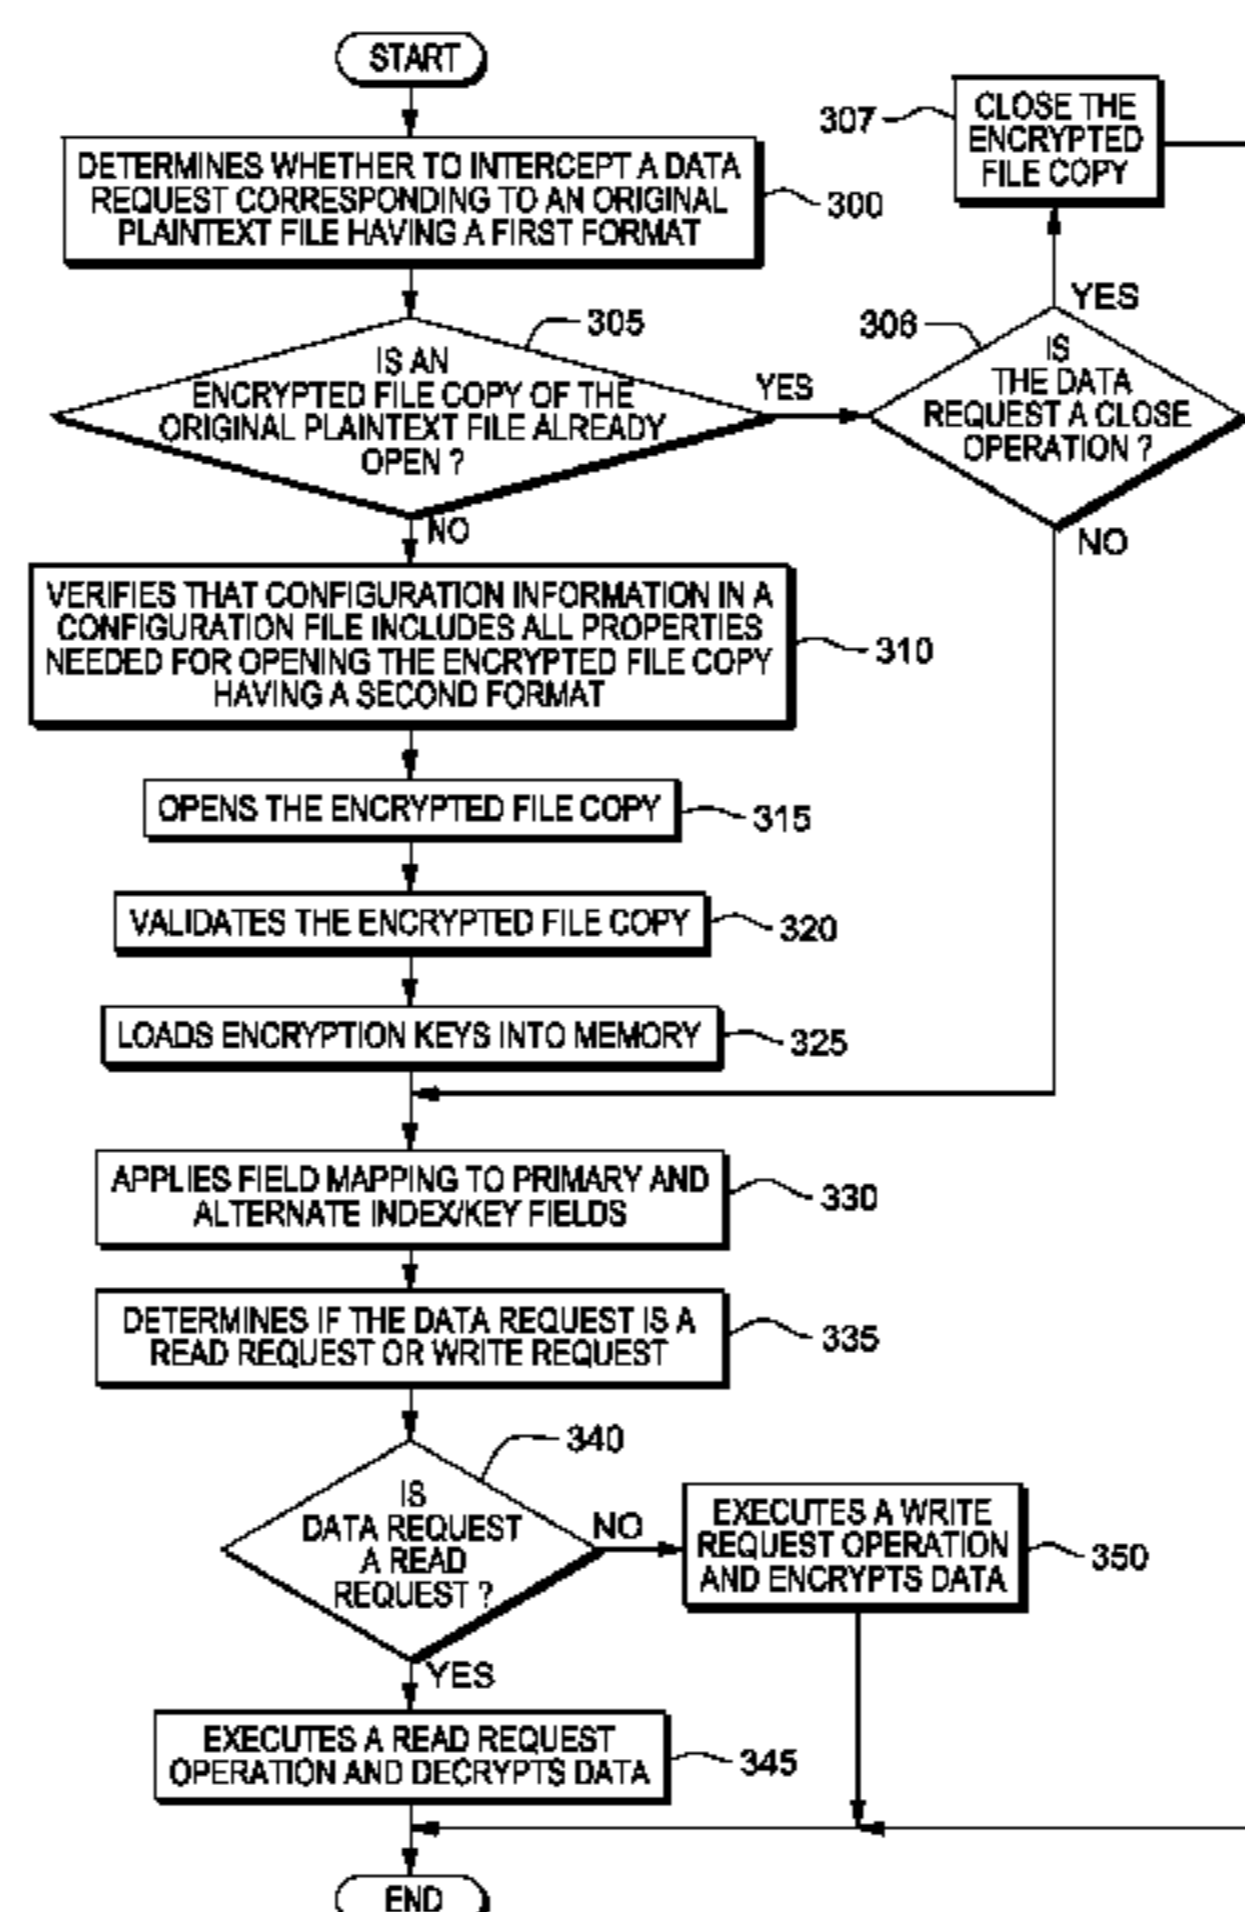 START
DETERMINES WHETHER TO INTERCEPT A DATA
REQUEST CORRESPONDING TO AN ORIGINAL
PLAINTEXT FILE HAVING A FIRST FORMAT
300
CLOSE THE
ENCRYPTED
FILE COPY
307
305
IS AN
ENCRYPTED FILE COPY OF THE
ORIGINAL PLAINTEXT FILE ALREADY
OPEN ?
YES
NO
306
YES
IS
THE DATA
REQUEST A CLOSE
OPERATION ?
NO
VERIFIES THAT CONFIGURATION INFORMATION IN A
CONFIGURATION FILE INCLUDES ALL PROPERTIES
NEEDED FOR OPENING THE ENCRYPTED FILE COPY
HAVING A SECOND FORMAT
310
OPENS THE ENCRYPTED FILE COPY
315
VALIDATES THE ENCRYPTED FILE COPY
320
LOADS ENCRYPTION KEYS INTO MEMORY
325
APPLIES FIELD MAPPING TO PRIMARY AND
ALTERNATE INDEX/KEY FIELDS
330
DETERMINES IF THE DATA REQUEST IS A
READ REQUEST OR WRITE REQUEST
335
340
IS
DATA REQUEST
A READ
REQUEST ?
NO
YES
EXECUTES A WRITE
REQUEST OPERATION
AND ENCRYPTS DATA
350
EXECUTES A READ REQUEST
OPERATION AND DECRYPTS DATA
345
END